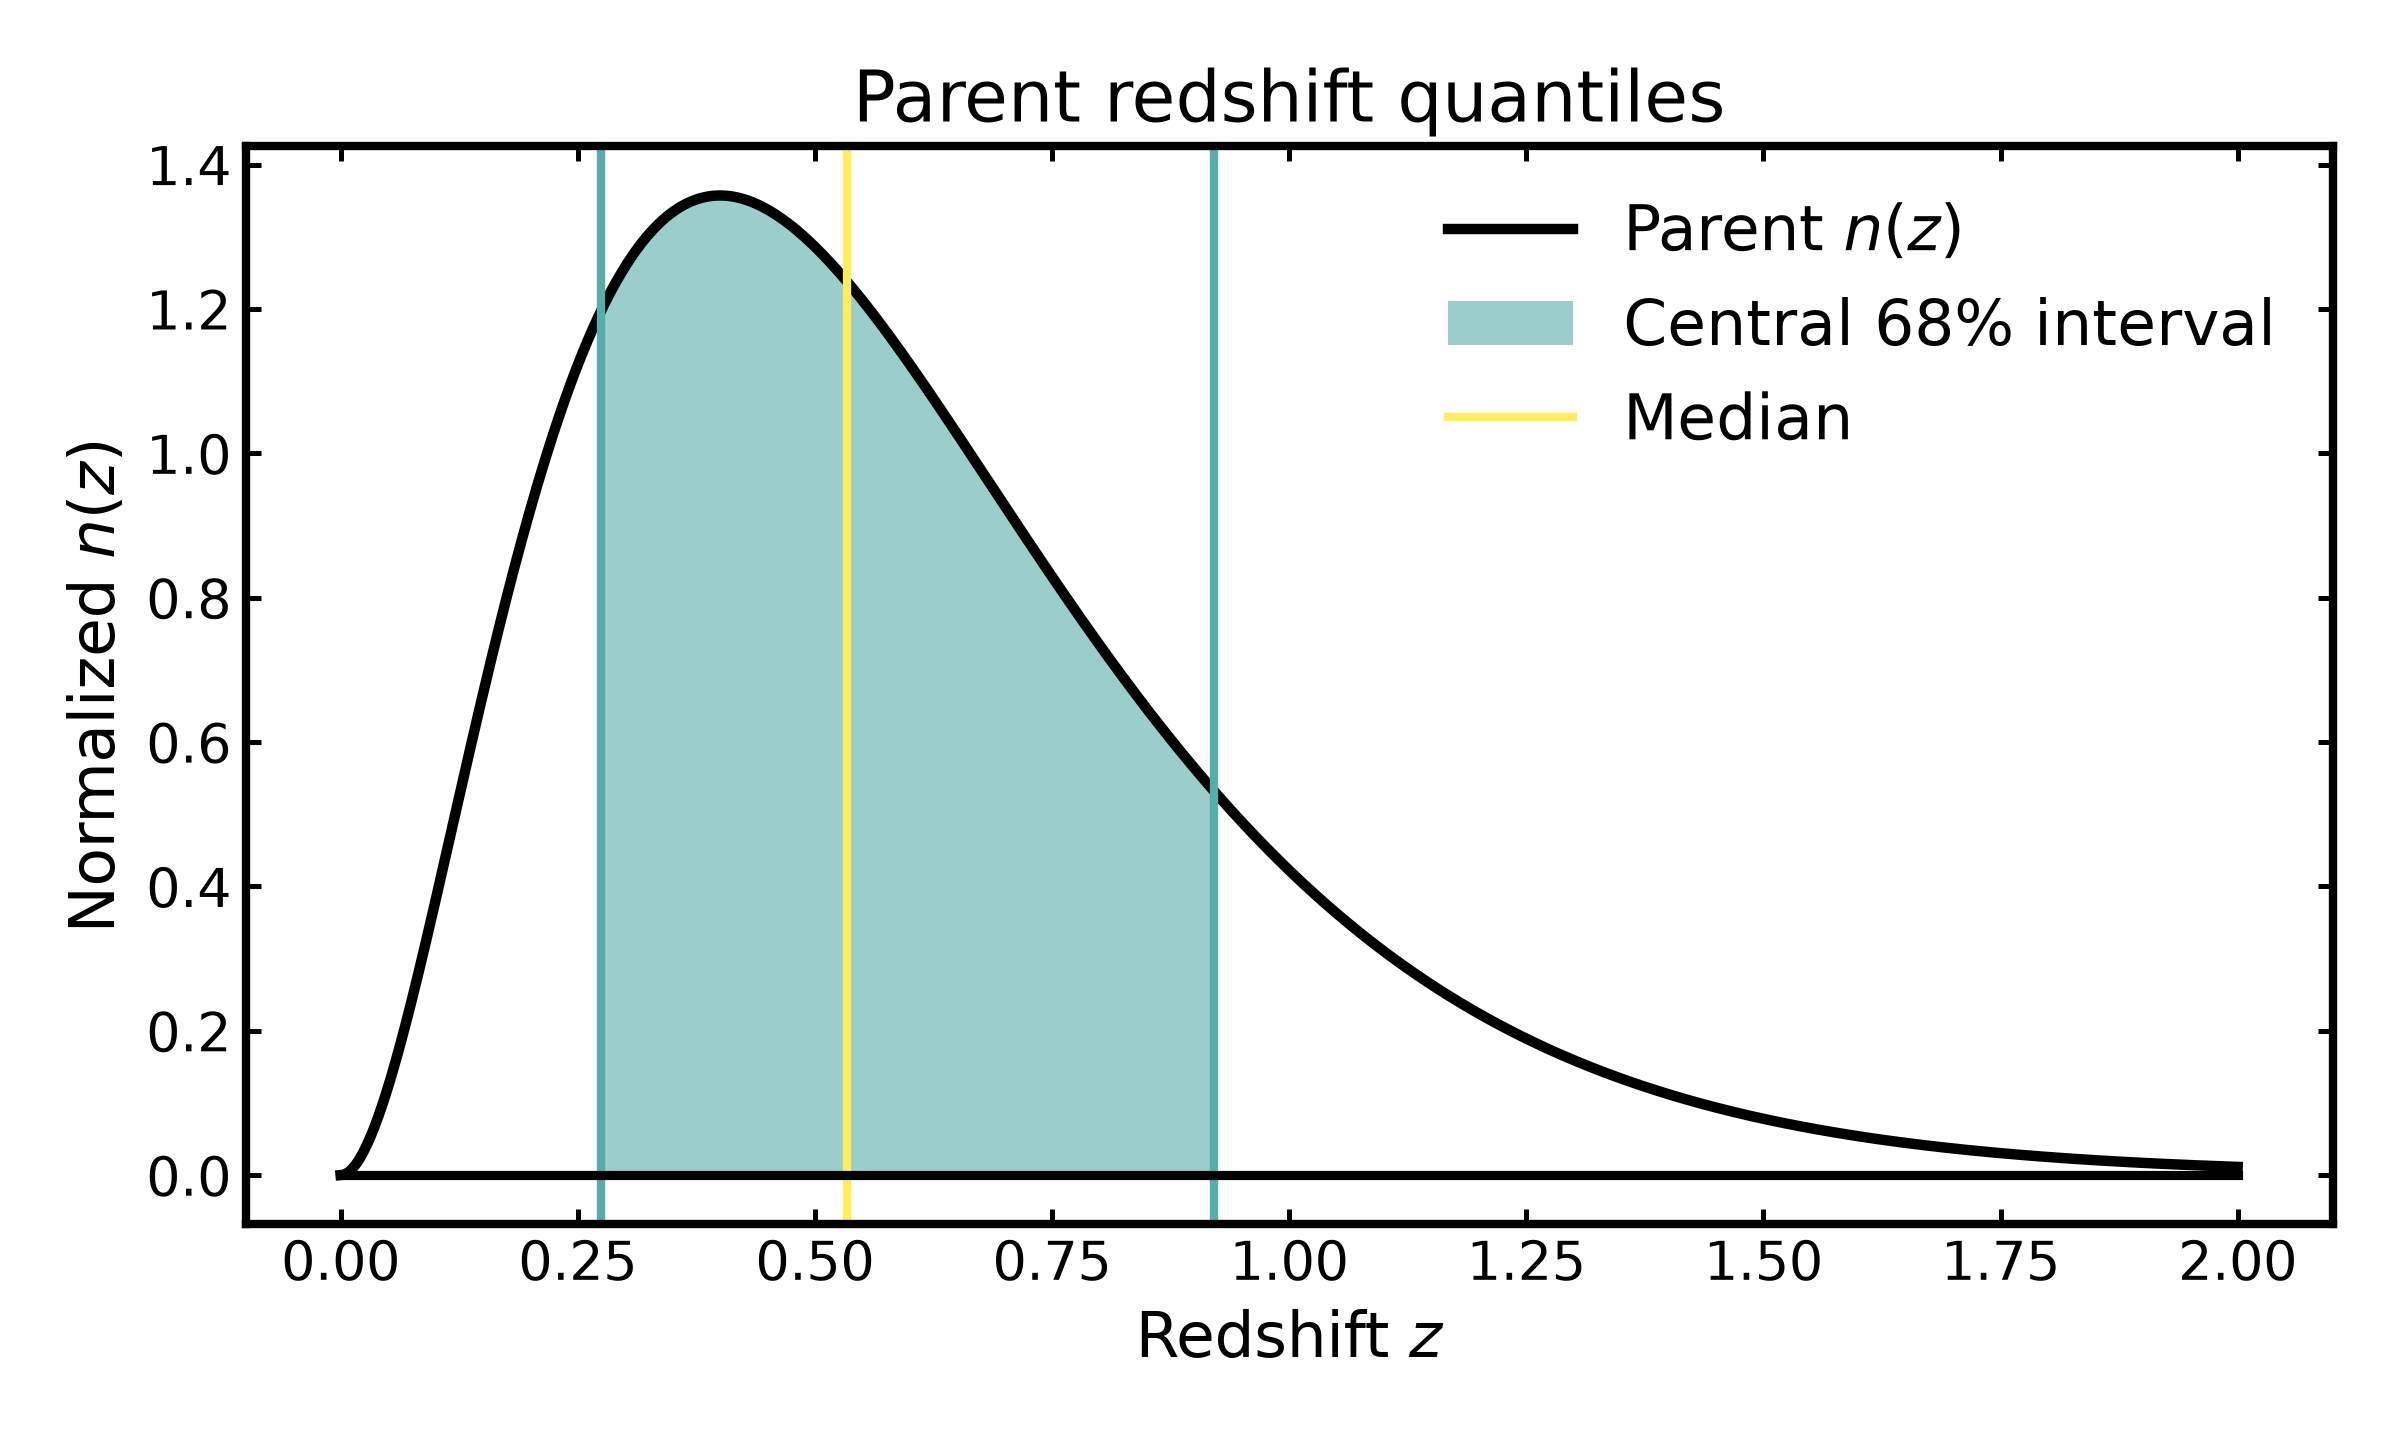 Parent redshift quantiles
1.4
1.2
1.0
0.8
0.6
0.4
0.2
0.0
Normalized n(z)
Parent n(z)
Central 68% interval
Median
0.00 0.25 0.50 0.75 1.00 1.25 1.50 1.75 2.00
Redshift z